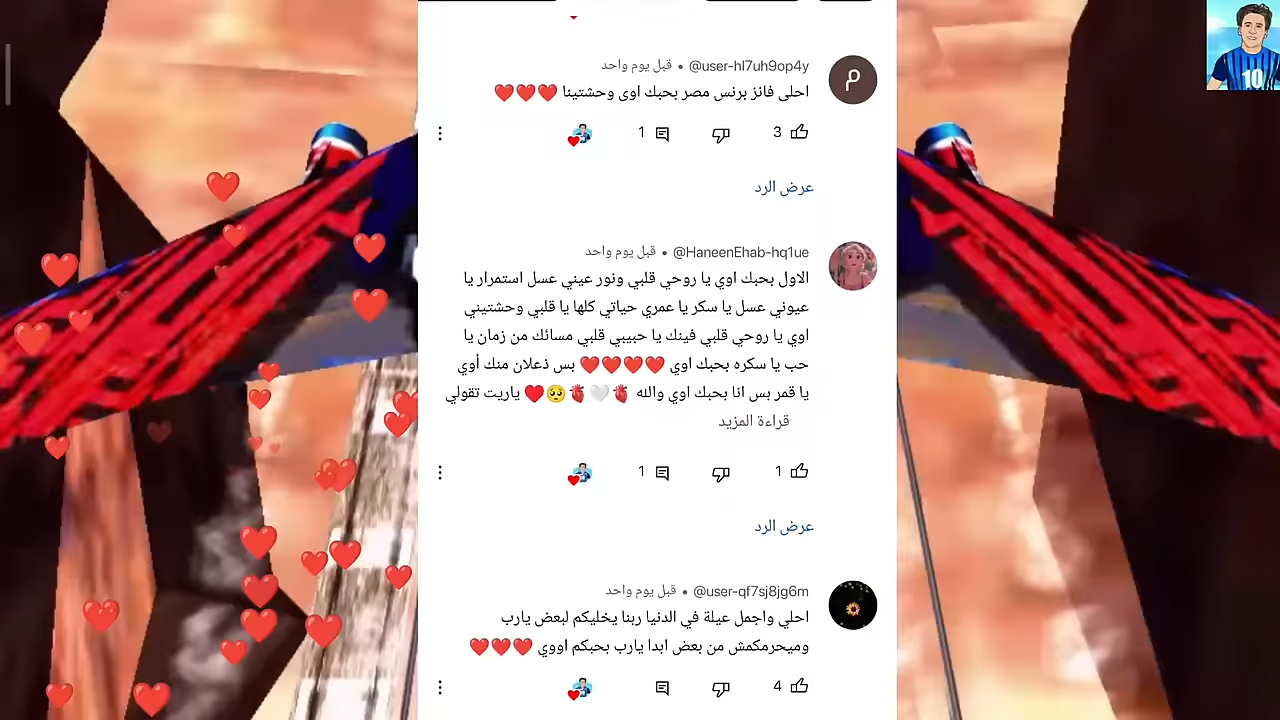 @user-hl7uh9op4y • قبل يوم واحد
احلى فانز برنس مصر بحبك اوى وحشتينا ❤️❤️❤️
3
1
عرض الرد
@HaneenEhab-hq1ue • قبل يوم واحد
الاول بحبك اوي يا روحي قلبي ونور عيني عسل استمرار يا
عيوني عسل يا سكر يا عمري حياتي كلها يا قلبي وحشتيني
اوي يا روحي قلبي فينك يا حبيبي قلبي مسائك من زمان يا
حب يا سكره بحبك اوي ❤️❤️❤️❤️ بس ذعلان منك أوي
يا قمر بس انا بحبك اوي والله 🫀🤍🫀🥺♥️ ياريت تقولي
قراءة المزيد
1
1
عرض الرد
@user-qf7sj8jg6m • قبل يوم واحد
احلي واجمل عيلة في الدنيا ربنا يخليكم لبعض يارب
وميحرمكمش من بعض ابدا يارب بحبكم اووي ❤️❤️❤️
4
م
10